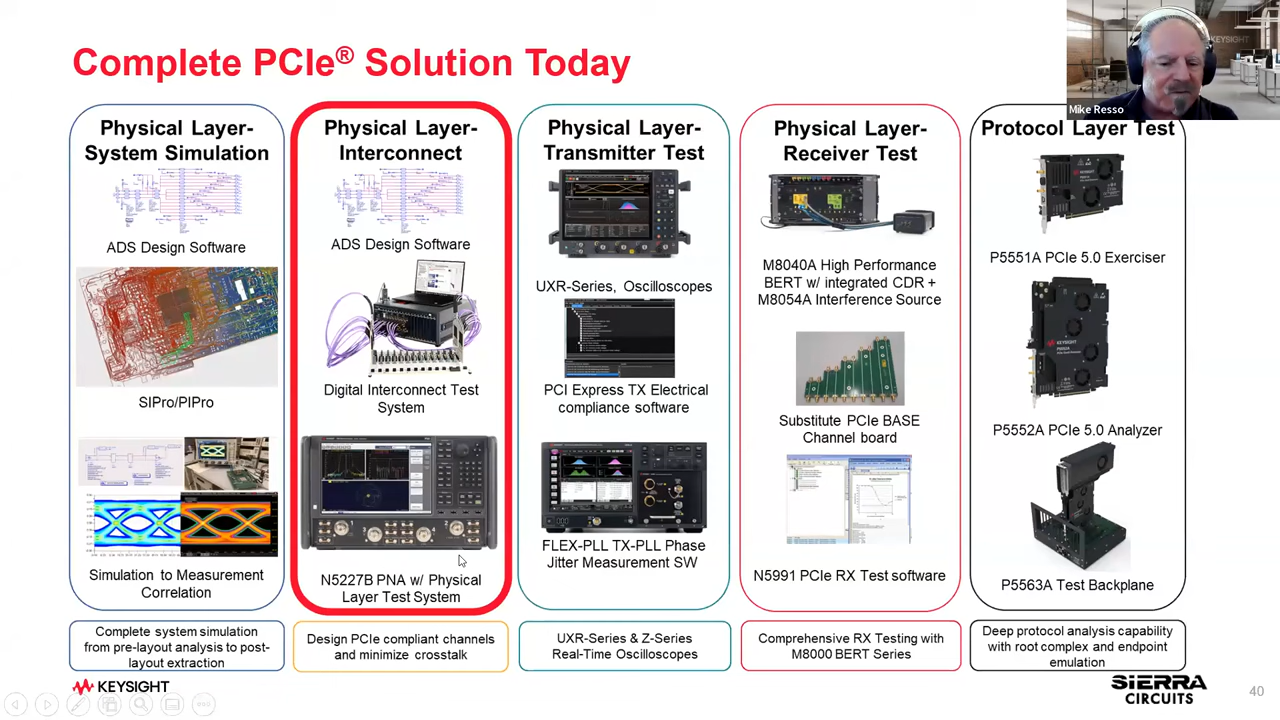 Complete PCIe® Solution Today
KEYSIGHT
Mike Resso
Physical Layer-
System Simulation
ADS Design Software
SIPro/PIPro
Simulation to Measurement
Correlation
Complete system simulation
from pre-layout analysis to post-
layout extraction
Physical Layer-
Interconnect
ADS Design Software
Digital Interconnect Test
System
N5227B PNA w/ Physical
Layer Test System
Design PCIe compliant channels
and minimize crosstalk
Physical Layer-
Transmitter Test
UXR-Series, Oscilloscopes
PCI Express TX Electrical
compliance software
FLEX-PLL TX-PLL Phase
Jitter Measurement SW
UXR-Series & Z-Series
Real-Time Oscilloscopes
Physical Layer-
Receiver Test
M8040A High Performance
BERT w/ integrated CDR +
M8054A Interference Source
Substitute PCIe BASE
Channel board
N5991 PCIe RX Test software
Comprehensive RX Testing with
M8000 BERT Series
Protocol Layer Test
P5551A PCIe 5.0 Exerciser
KEYSIGHT
P5552A PCIe 5.0 Analyzer
P5563A Test Backplane
Deep protocol analysis capability
with root complex and endpoint
emulation
KEYSIGHT
SIERRA
CIRCUITS
40